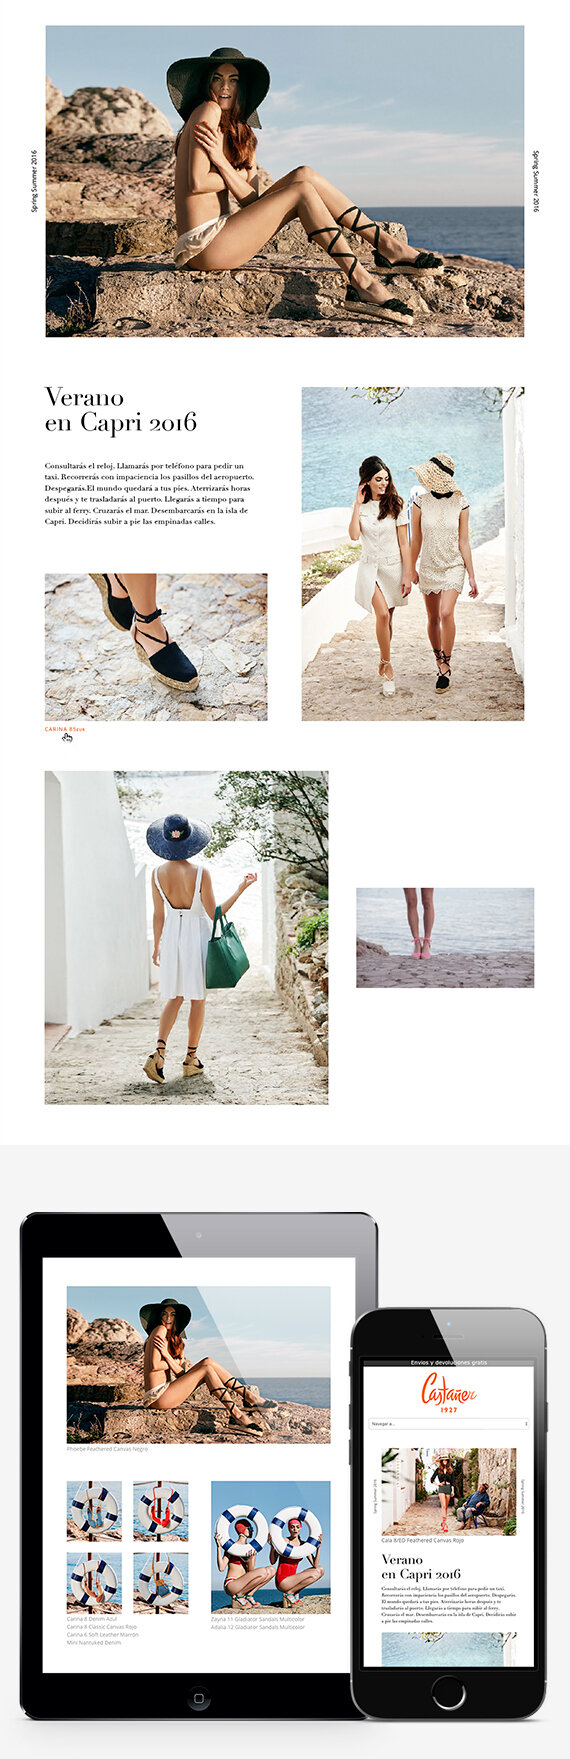 Spring Summer 2016
Spring Summer 2016
Verano
en Capri 2016
Consultarás el reloj. Llamarás por teléfono para pedir un
taxi. Recorrerás con impaciencia los pasillos del aeropuerto.
Despegarás.El mundo quedará a tus pies. Aterrizarás horas
después y te trasladarás al puerto. Llegarás a tiempo para
subir al ferry. Cruzarás el mar. Desembarcarás en la isla de
Capri. Decidirás subir a pie las empinadas calles.
CARINA 85
Phoebe Feathered Canvas Negro
Carina 8 Denim Azul
Carina 8 Classic Canvas Rojo
Carina 6 Soft Leather Marrón
Mini Nantuked Denim
Zayna 11 Gladiator Sandals Multicolor
Adalia 12 Gladiator Sandals Multicolor
Envios y devoluciones gratis
Castañer
1927
Navegar a...
Spring Summer 2016
Spring Summer 2016
Cala 8/ED Feathered Canvas Rojo
Verano
en Capri 2016
Consultarás el reloj. Llamarás por teléfono para pedir un taxi.
Recorrerás con impaciencia los pasillos del aeropuerto. Despegarás.
El mundo quedará a tus pies. Aterrizarás horas después y te
trasladarás al puerto. Llegarás a tiempo para subir al ferry.
Cruzarás el mar. Desembarcarás en la isla de Capri. Decidirás subir
a pie las empinadas calles.